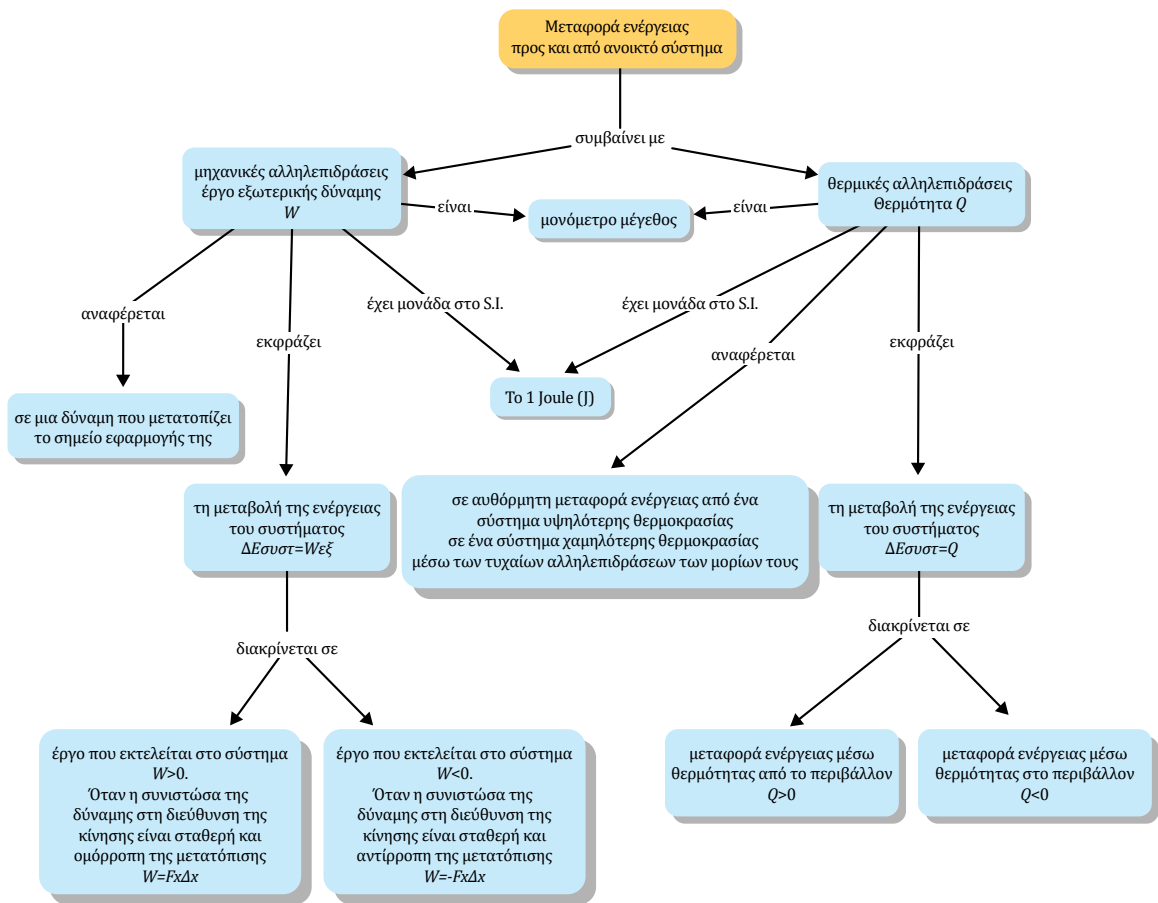 Μεταφορά ενέργειας
προς και από ανοικτό σύστημα
συμβαίνει με
μηχανικές αλληλεπιδράσεις
έργο εξωτερικής δύναμης
W
θερμικές αλληλεπιδράσεις
Θερμότητα Q
είναι
μονόμετρο μέγεθος
είναι
αναφέρεται
εκφράζει
έχει μονάδα στο S.I.
έχει μονάδα στο S.I.
αναφέρεται
εκφράζει
Το 1 Joule (J)
σε μια δύναμη που μετατοπίζει
το σημείο εφαρμογής της
τη μεταβολή της ενέργειας
του συστήματος
ΔΕσυστ=Wεξ
σε αυθόρμητη μεταφορά ενέργειας από ένα
σύστημα υψηλότερης θερμοκρασίας
σε ένα σύστημα χαμηλότερης θερμοκρασίας
μέσω των τυχαίων αλληλεπιδράσεων των μορίων τους
τη μεταβολή της ενέργειας
του συστήματος
ΔΕσυστ=Q
διακρίνεται σε
διακρίνεται σε
έργο που εκτελείται στο σύστημα
W>0.
Όταν η συνιστώσα της
δύναμης στη διεύθυνση της
κίνησης είναι σταθερή και
ομόρροπη της μετατόπισης
W=FxΔx
έργο που εκτελείται στο σύστημα
W<0.
Όταν η συνιστώσα της
δύναμης στη διεύθυνση της
κίνησης είναι σταθερή και
αντίρροπη της μετατόπισης
W=-FxΔx
μεταφορά ενέργειας μέσω
θερμότητας από το περιβάλλον
Q>0
μεταφορά ενέργειας μέσω
θερμότητας στο περιβάλλον
Q<0